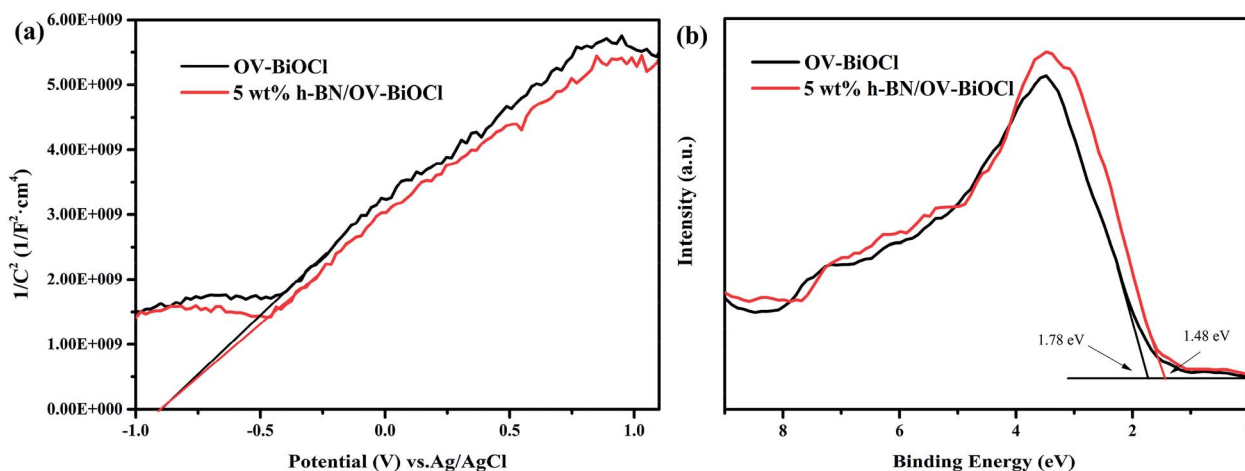 (a)
OV-BiOCl
5 wt% h-BN/OV-BiOCl
6.00E+009
5.00E+009
4.00E+009
3.00E+009
2.00E+009
1.00E+009
0.00E+000
1/C² (1/F²·cm⁴)
-1.0 -0.5 0.0 0.5 1.0
Potential (V) vs.Ag/AgCl
(b)
OV-BiOCl
5 wt% h-BN/OV-BiOCl
Intensity (a.u.)
1.78 eV
1.48 eV
8 6 4 2
Binding Energy (eV)